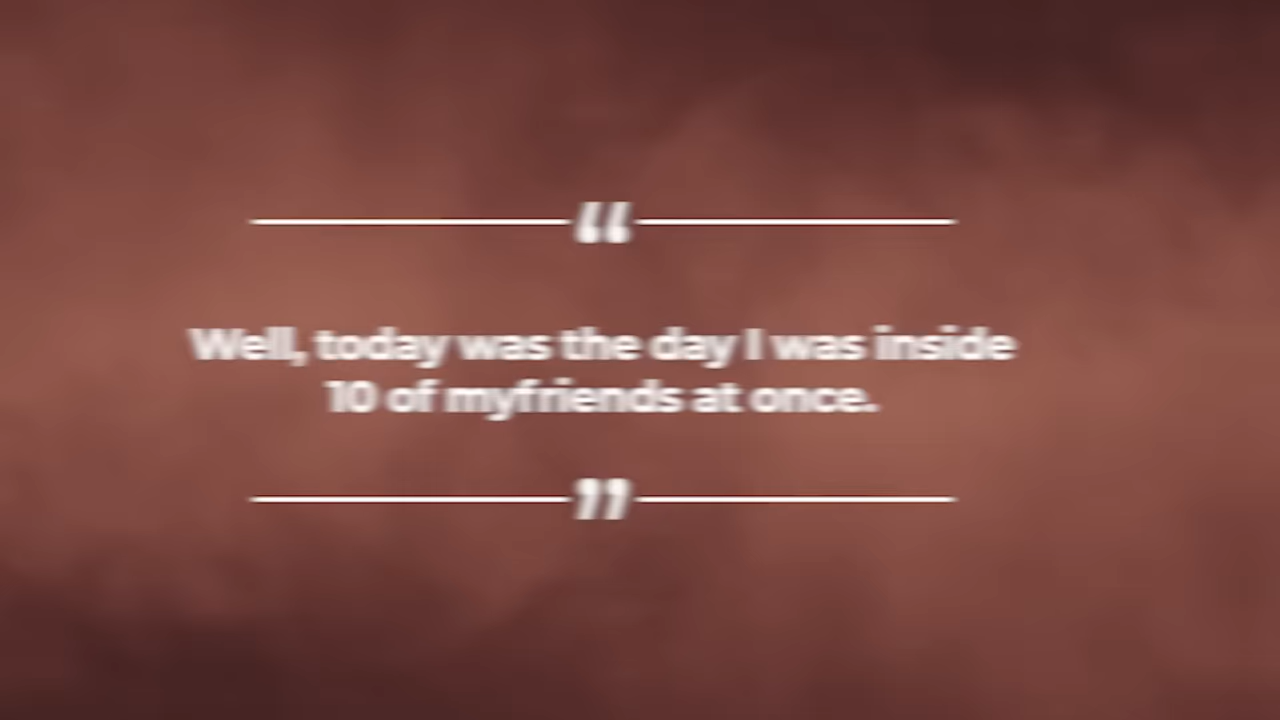 “
Well, today was the day I was inside
10 of myfriends at once.
”